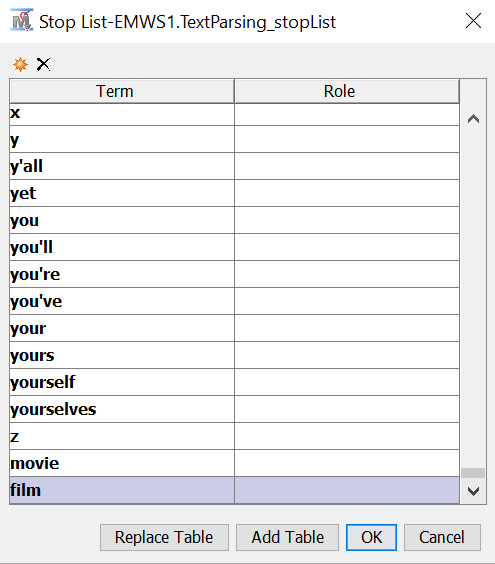 Stop List-EMWS1.TextParsing_stopList
Term Role
x
y
y'all
yet
you
you'll
you're
you've
your
yours
yourself
yourselves
z
movie
film
Replace Table Add Table OK Cancel